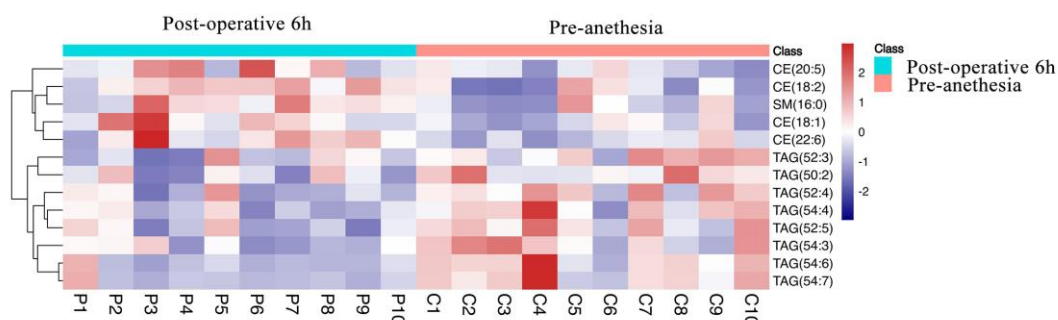 Post-operative 6h
Pre-anethesia
Class
CE(20:5)
CE(18:2)
SM(16:0)
CE(18:1)
CE(22:6)
TAG(52:3)
TAG(50:2)
TAG(52:4)
TAG(54:4)
TAG(52:5)
TAG(54:3)
TAG(54:6)
TAG(54:7)
P1 P2 P3 P4 P5 P6 P7 P8 P9 P10 C1 C2 C3 C4 C5 C6 C7 C8 C9 C10
2
1
0
-1
-2
Class
Post-operative 6h
Pre-anethesia